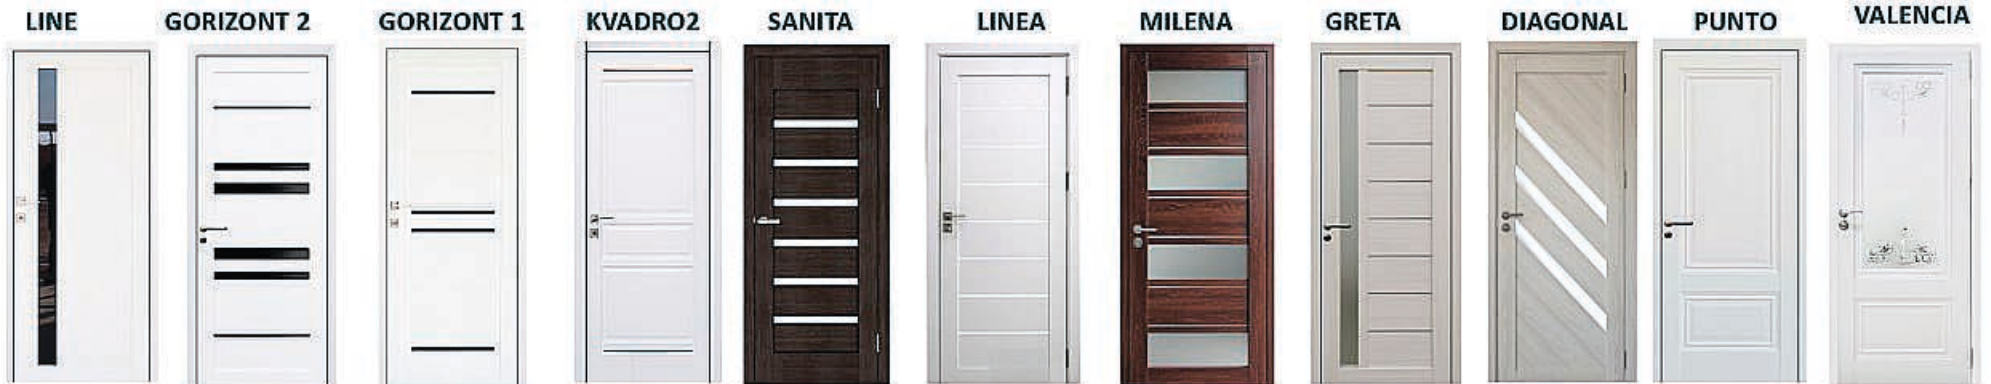 LINE
GORIZONT 2
GORIZONT 1
KVADRO2
SANITA
LINEA
MILENA
GRETA
DIAGONAL
PUNTO
VALENCIA